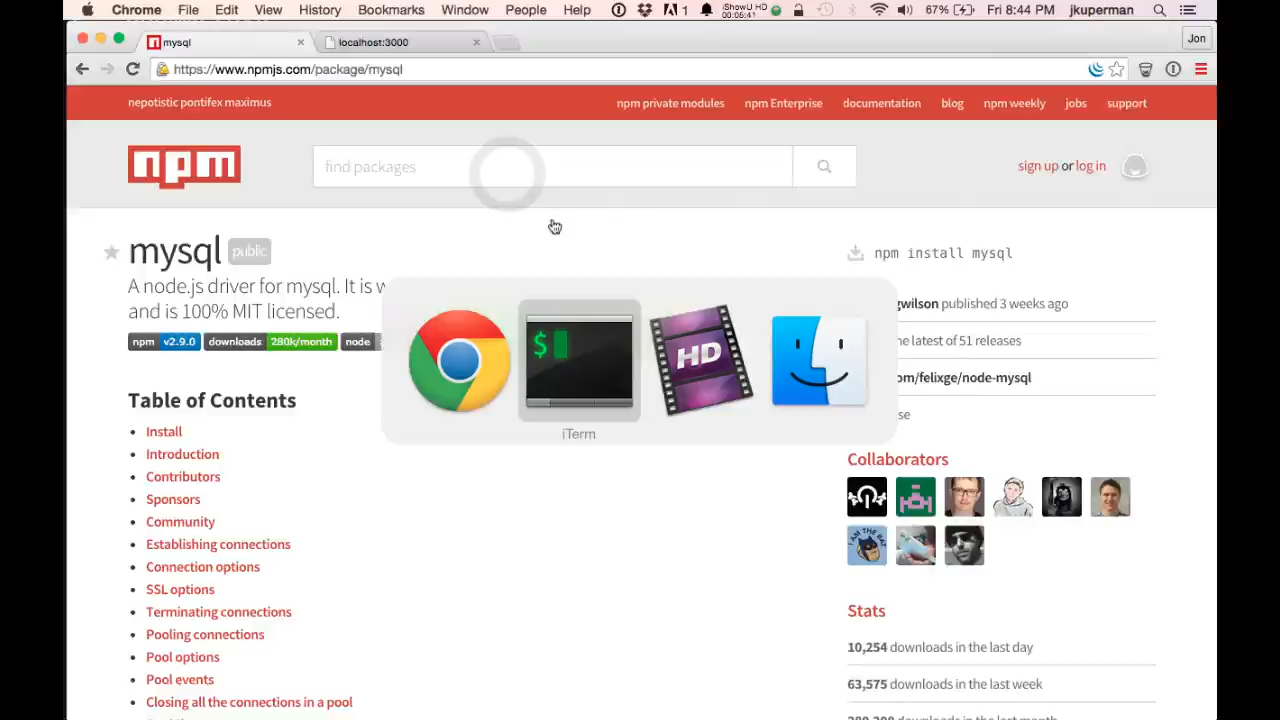 Chrome File Edit View History Bookmarks Window People Help 1 iShowU HD 00:05:41 67% Fri 8:44 PM jkuperman
mysql localhost:3000 Jon
https://www.npmjs.com/package/mysql
nepotistic pontifex maximus npm private modules npm Enterprise documentation blog npm weekly jobs support
npm find packages sign up or log in
mysql public npm install mysql
A node.js driver for mysql. It is w
and is 100% MIT licensed.
gwilson published 3 weeks ago
npm v2.9.0 downloads 280k/month node
he latest of 51 releases
HD
$
om/felixge/node-mysql
Table of Contents
se
iTerm
Install
Introduction
Contributors
Sponsors
Community
Establishing connections
Connection options
SSL options
Terminating connections
Pooling connections
Pool options
Pool events
Closing all the connections in a pool
Collaborators
I AM THE BAT
Stats
10,254 downloads in the last day
63,575 downloads in the last week